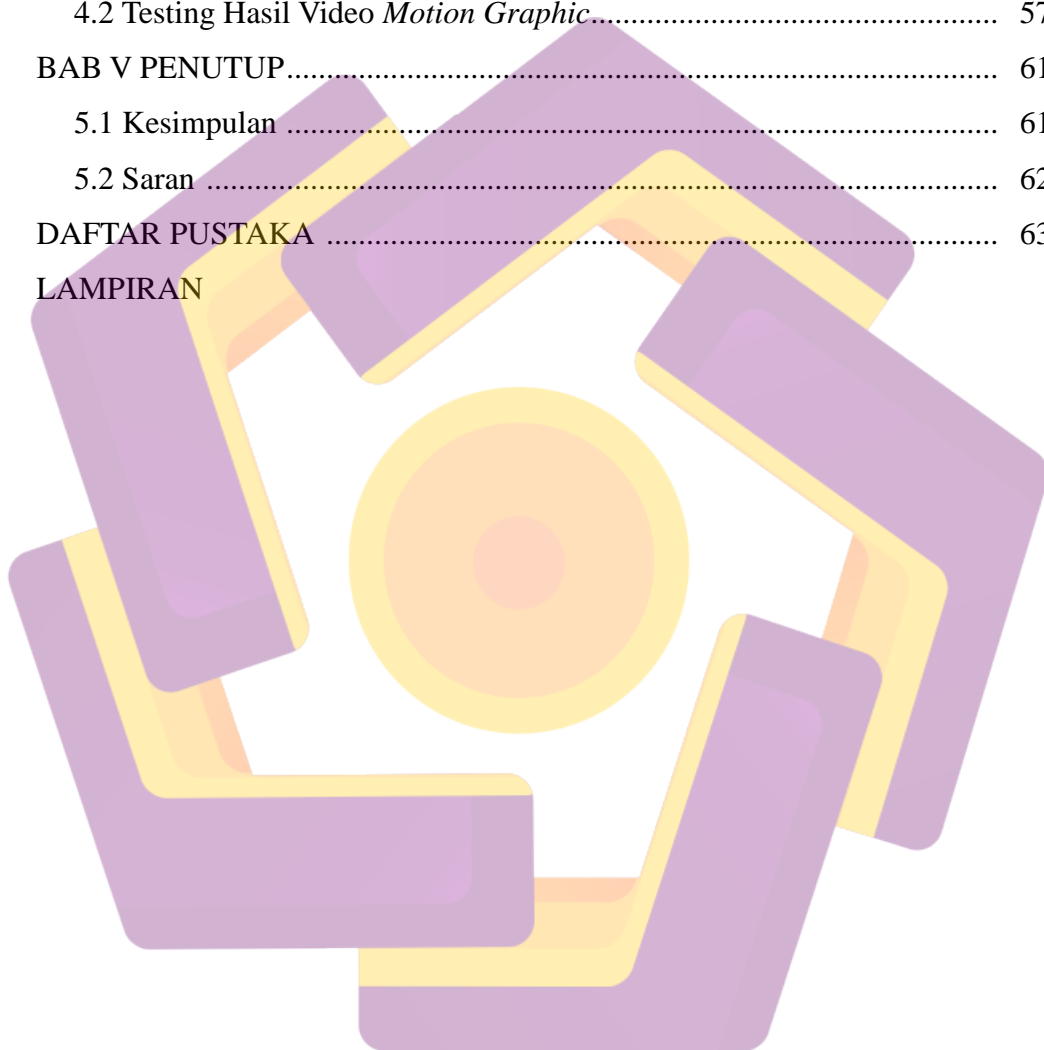 4.2 Testing Hasil Video Motion Graphic.................................................. 57
BAB V PENUTUP......................................................................................... 61
5.1 Kesimpulan ......................................................................................... 61
5.2 Saran ................................................................................................... 62
DAFTAR PUSTAKA .................................................................................... 63
LAMPIRAN